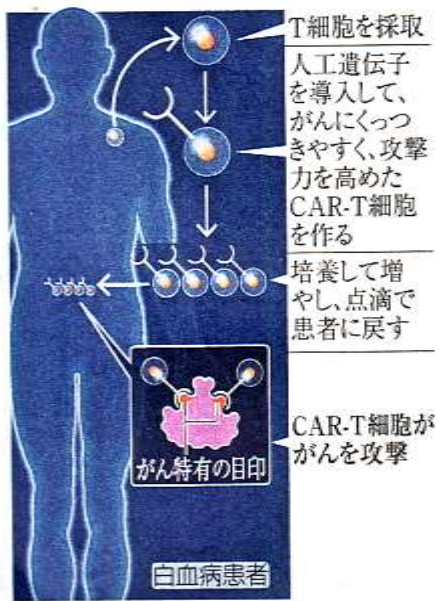 T細胞を採取
人工遺伝子
を導入して、
がんにくっつ
きやすく、攻撃
力を高めた
CAR-T細胞
を作る
培養して増
やし、点滴で
患者に戻す
CAR-T細胞が
がんを攻撃
がん特有の目印
白血病患者